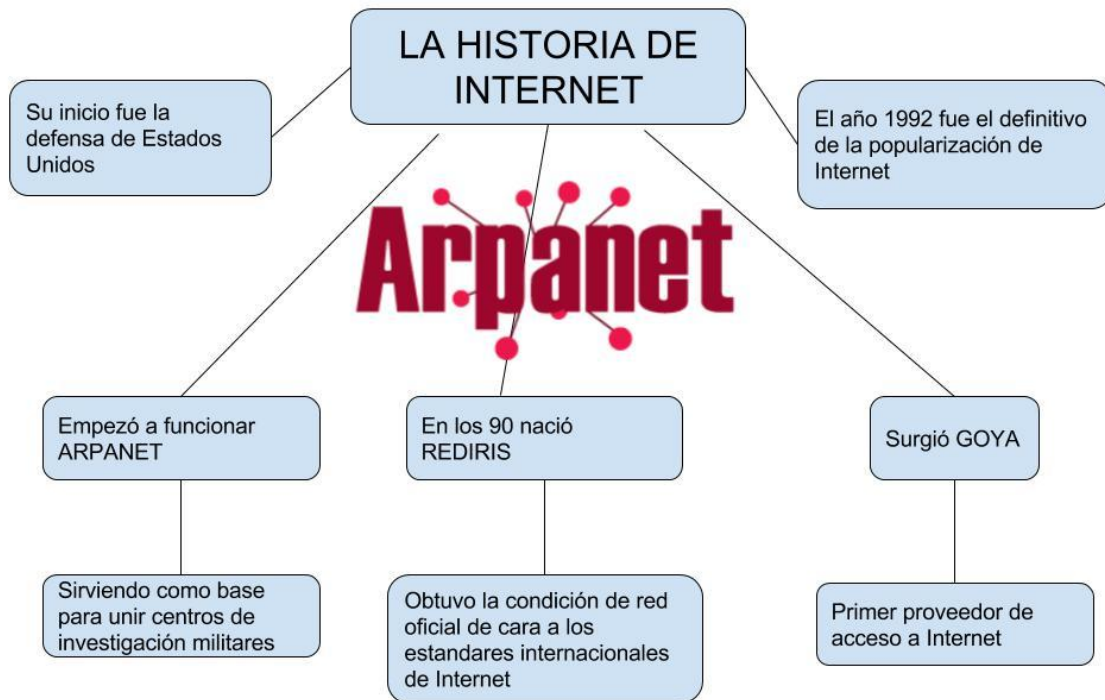 LA HISTORIA DE
INTERNET
Su inicio fue la
defensa de Estados
Unidos
El año 1992 fue el definitivo
de la popularización de
Internet
Arpanet
Empezó a funcionar
ARPANET
En los 90 nació
REDIRIS
Surgió GOYA
Sirviendo como base
para unir centros de
investigación militares
Obtuvo la condición de red
oficial de cara a los
estandares internacionales
de Internet
Primer proveedor de
acceso a Internet